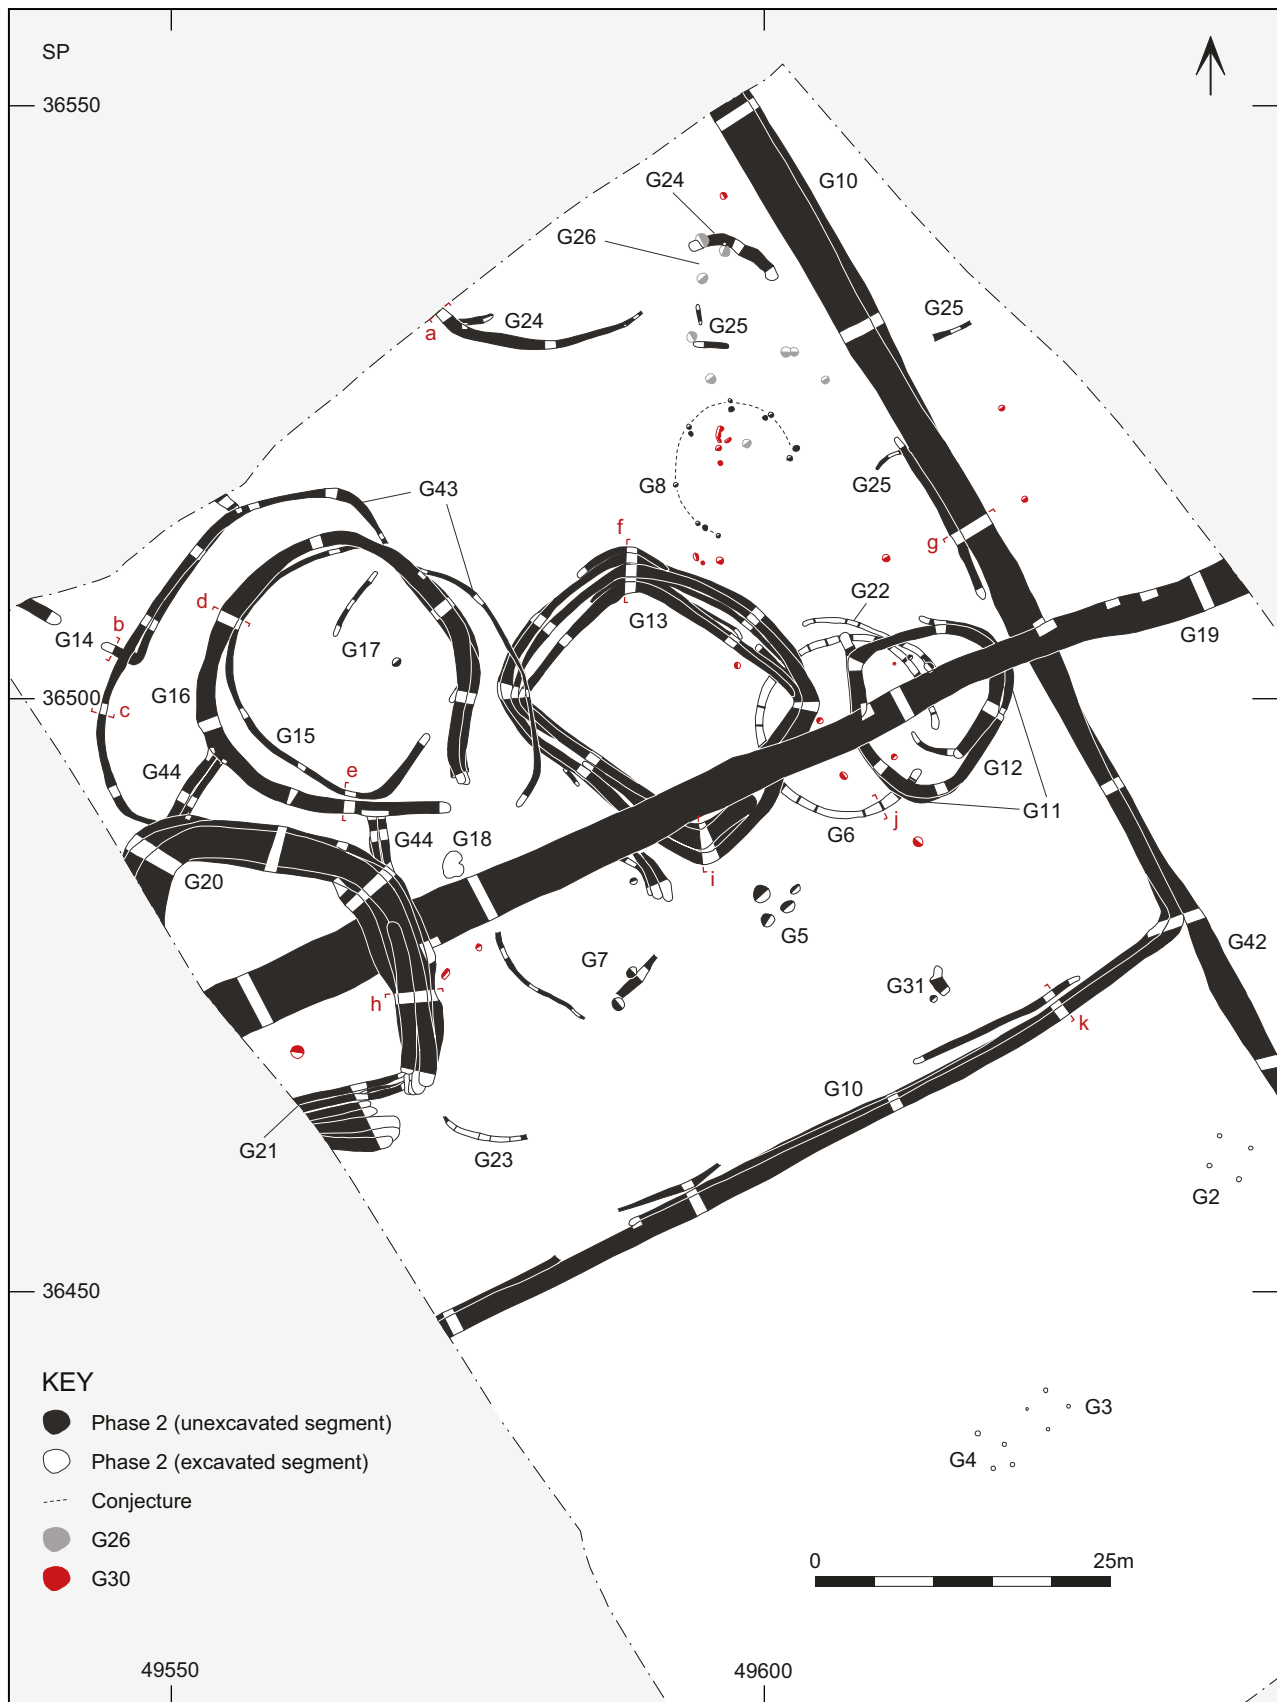 SP
36550
G10
G24
G26
G25
G24
a
G25
G43
G8
G25
f
g
d
b
G13
G22
G14
G17
G19
G16
36500
c
G15
G12
G44
e
G11
G44
G6
j
G18
i
G20
G5
G42
G7
G31
h
k
G10
G21
G23
G2
36450
KEY
Phase 2 (unexcavated segment)
Phase 2 (excavated segment)
Conjecture
G26
G30
G3
G4
0 25m
49550 49600